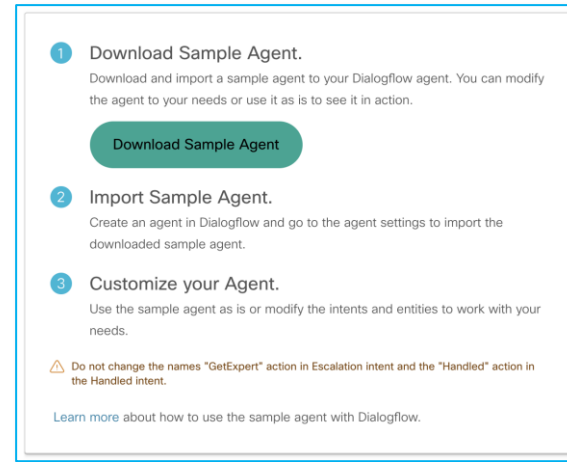 1 Download Sample Agent.
Download and import a sample agent to your Dialogflow agent. You can modify
the agent to your needs or use it as is to see it in action.
Download Sample Agent
2 Import Sample Agent.
Create an agent in Dialogflow and go to the agent settings to import the
downloaded sample agent.
3 Customize your Agent.
Use the sample agent as is or modify the intents and entities to work with your
needs.
Do not change the names "GetExpert" action in Escalation intent and the "Handled" action in
the Handled intent.
Learn more about how to use the sample agent with Dialogflow.